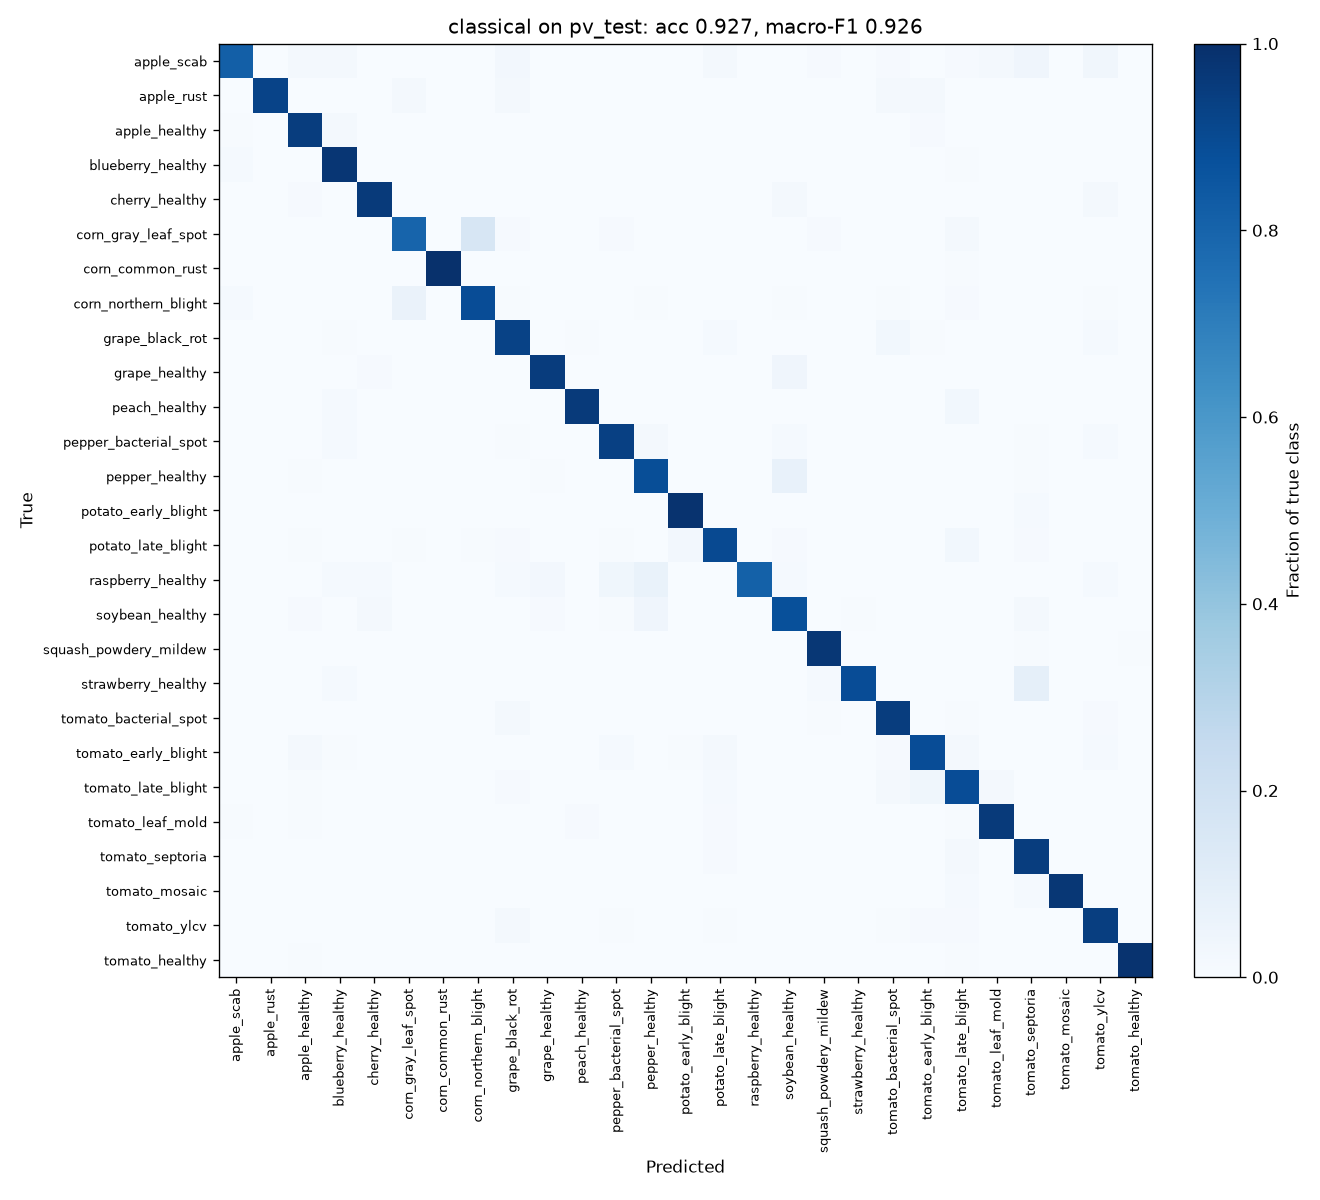 classical on pv_test: acc 0.927, macro-F1 0.926
True
apple_scab
apple_rust
apple_healthy
blueberry_healthy
cherry_healthy
corn_gray_leaf_spot
corn_common_rust
corn_northern_blight
grape_black_rot
grape_healthy
peach_healthy
pepper_bacterial_spot
pepper_healthy
potato_early_blight
potato_late_blight
raspberry_healthy
soybean_healthy
squash_powdery_mildew
strawberry_healthy
tomato_bacterial_spot
tomato_early_blight
tomato_late_blight
tomato_leaf_mold
tomato_septoria
tomato_mosaic
tomato_ylcv
tomato_healthy
apple_scab
apple_rust
apple_healthy
blueberry_healthy
cherry_healthy
corn_gray_leaf_spot
corn_common_rust
corn_northern_blight
grape_black_rot
grape_healthy
peach_healthy
pepper_bacterial_spot
pepper_healthy
potato_early_blight
potato_late_blight
raspberry_healthy
soybean_healthy
squash_powdery_mildew
strawberry_healthy
tomato_bacterial_spot
tomato_early_blight
tomato_late_blight
tomato_leaf_mold
tomato_septoria
tomato_mosaic
tomato_ylcv
tomato_healthy
Predicted
1.0
0.8
0.6
0.4
0.2
0.0
Fraction of true class